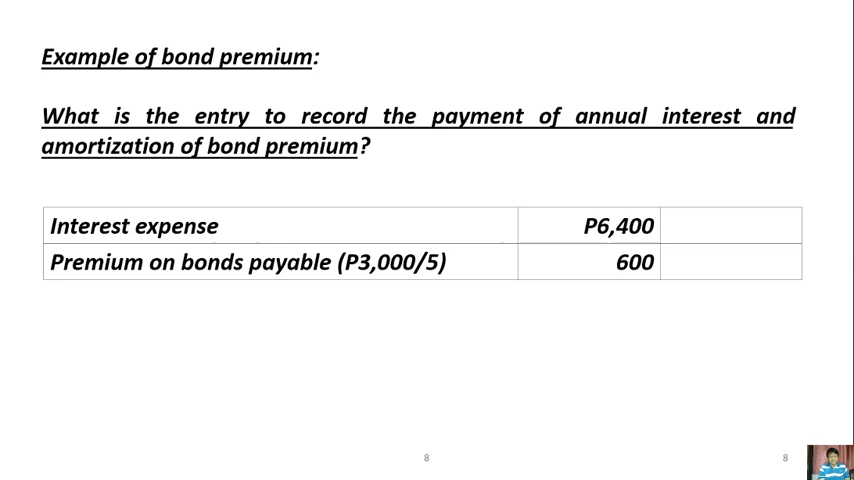 Example of bond premium:
What is the entry to record the payment of annual interest and
amortization of bond premium?
Interest expense P6,400
Premium on bonds payable (P3,000/5) 600
8 8